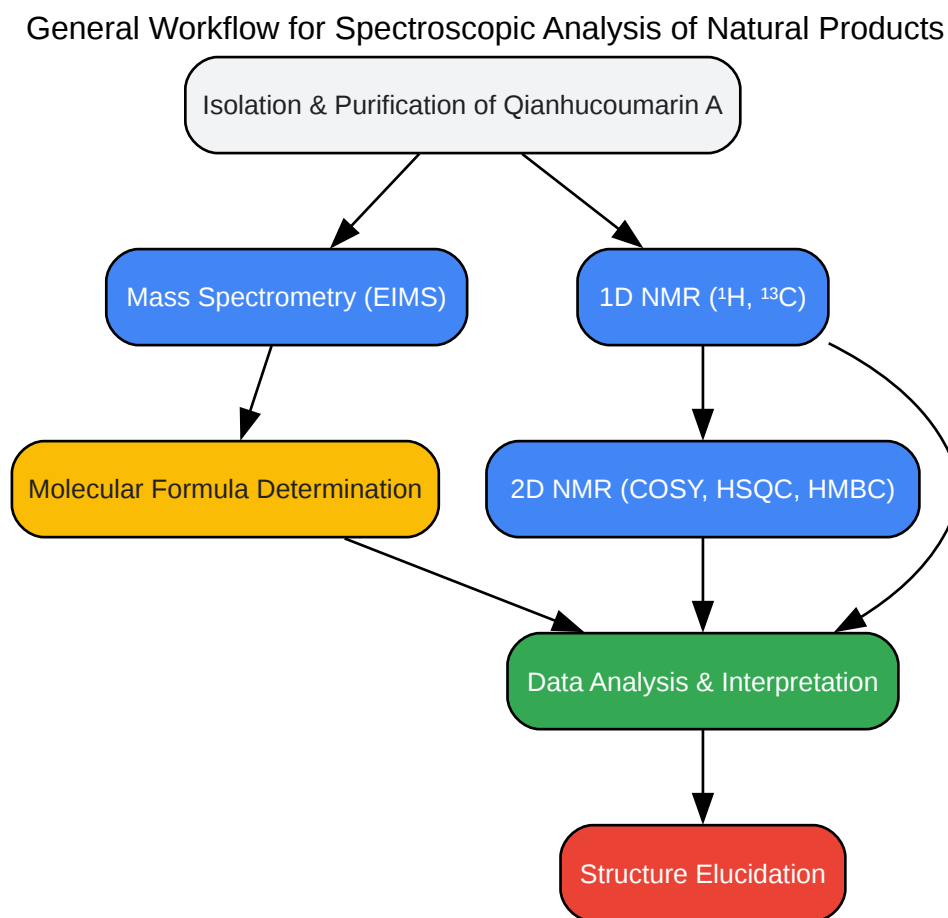 General Workflow for Spectroscopic Analysis of Natural Products
Isolation & Purification of Qianhucoumarin A
Mass Spectrometry (EIMS)
1D NMR (¹H, ¹³C)
Molecular Formula Determination
2D NMR (COSY, HSQC, HMBC)
Data Analysis & Interpretation
Structure Elucidation